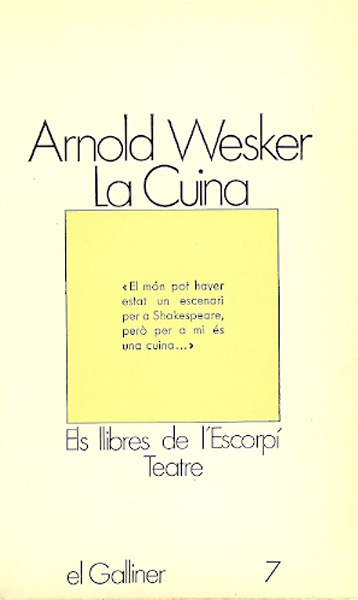 Arnold Wesker
La Cuina
«El món pot haver
estat un escenari
per a Shakespeare,
però per a mi és
una cuina...»
Els llibres de l'Escorpí
Teatre
el Galliner 7